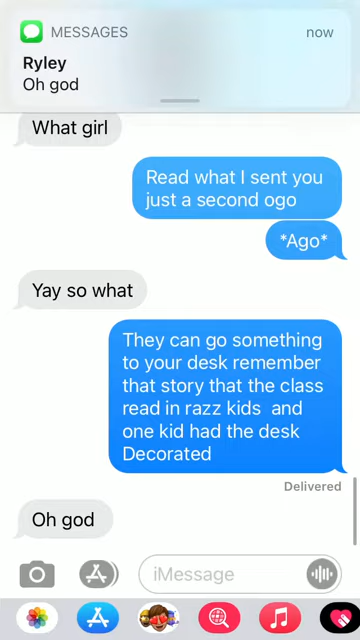 MESSAGES
now
Ryley
Oh god
What girl
Read what I sent you
just a second ogo
*Ago*
Yay so what
They can go something
to your desk remember
that story that the class
read in razz kids and
one kid had the desk
Decorated
Delivered
Oh god
iMessage